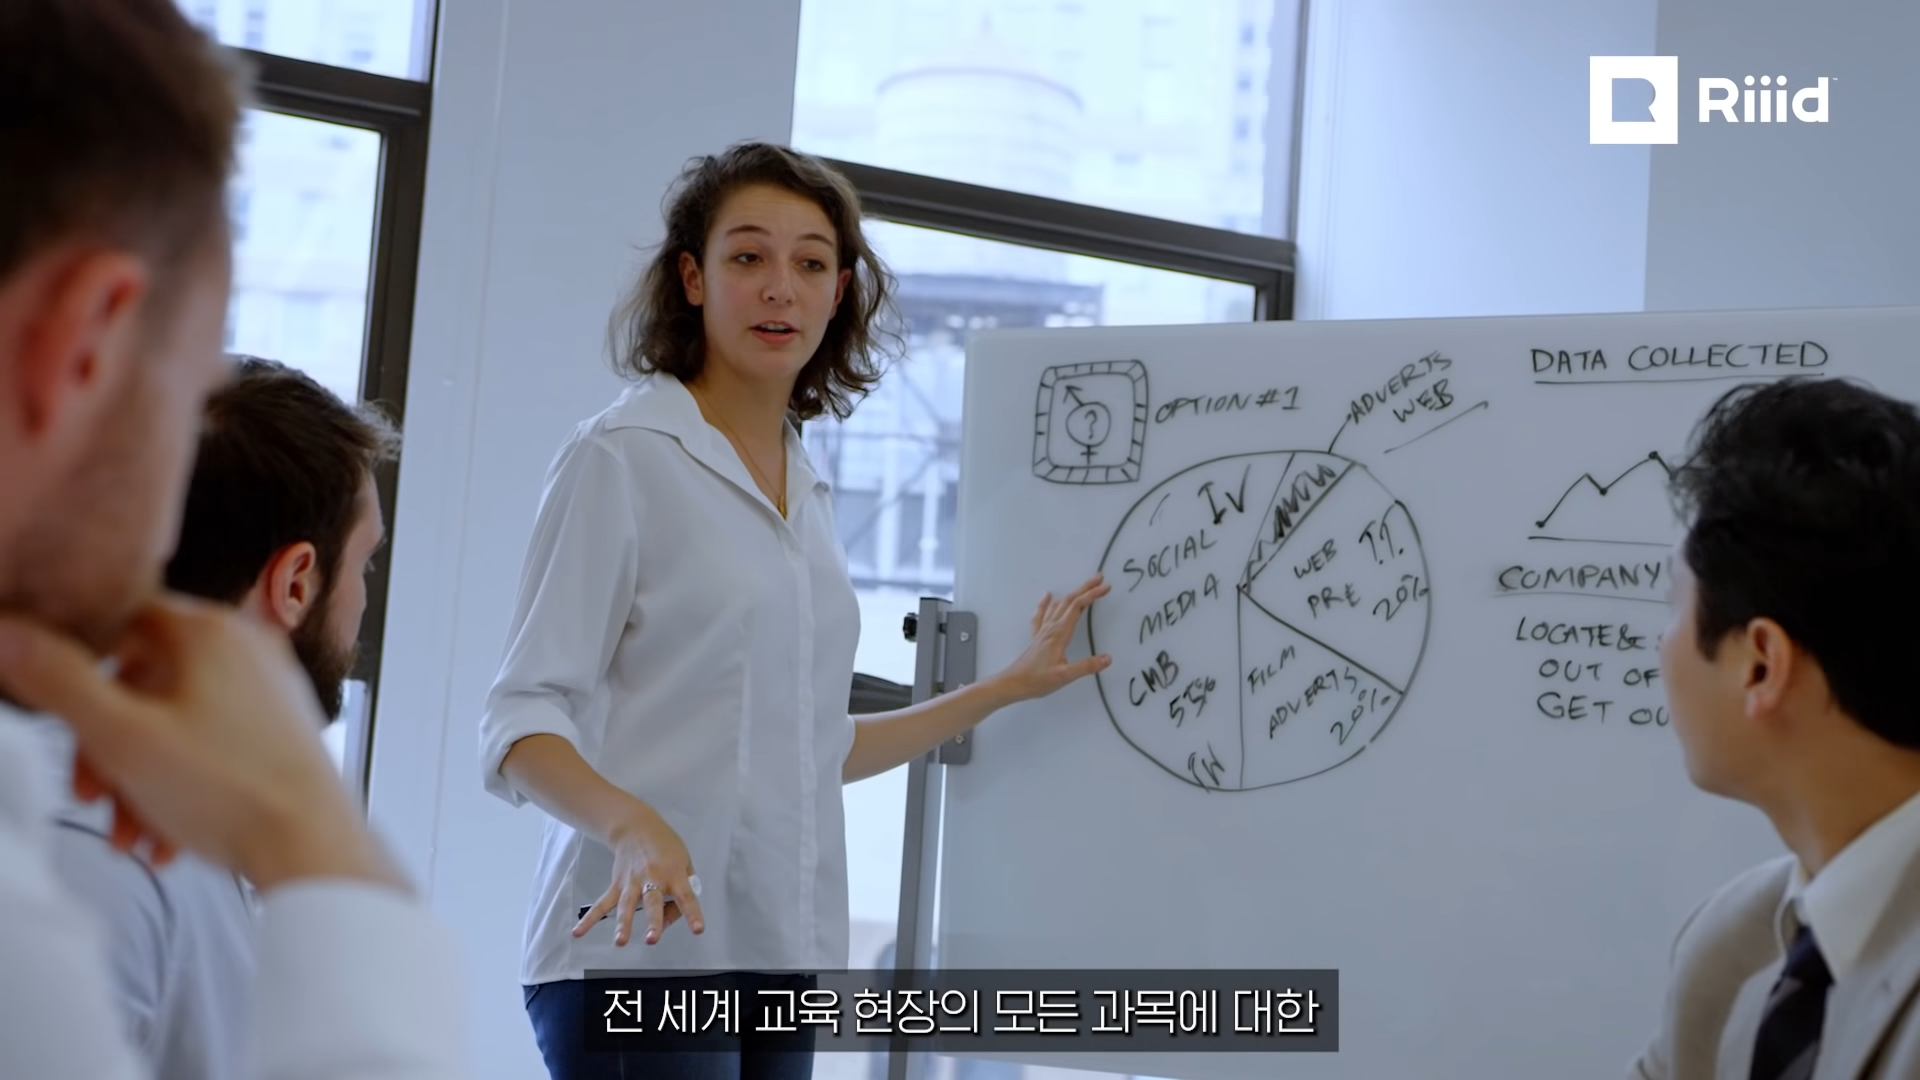 Riiid
DATA COLLECTED
OPTION #1
ADVERTS
WEB
?
IV
SOCIAL
MEDIA
CMB
55%
WEB
PRE
20%
FILM
ADVERTS
20%
COMPANY
LOCATE &
OUT OF
GET OU
전 세계 교육 현장의 모든 과목에 대한